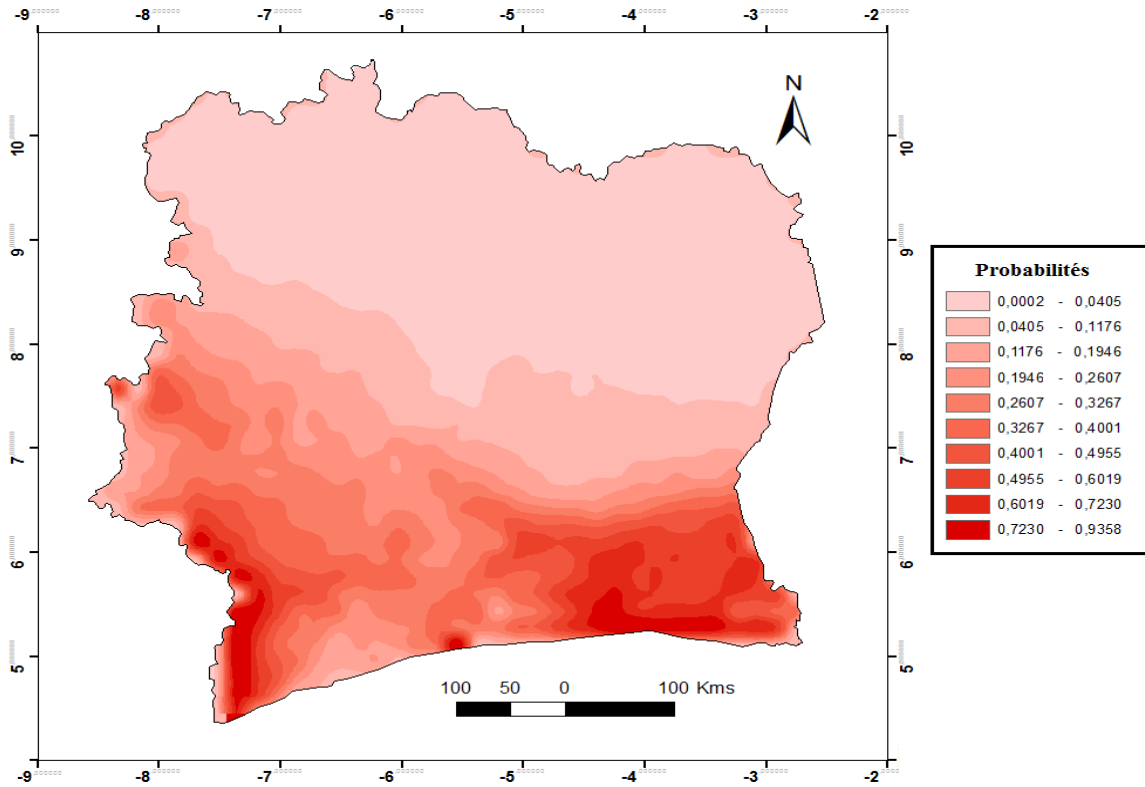 -9 -8 -7 -6 -5 -4 -3 -2
N
10 10
9 9
8 8
7 7
6 6
5 5
Probabilités
0,0002 - 0,0405
0,0405 - 0,1176
0,1176 - 0,1946
0,1946 - 0,2607
0,2607 - 0,3267
0,3267 - 0,4001
0,4001 - 0,4955
0,4955 - 0,6019
0,6019 - 0,7230
0,7230 - 0,9358
100 50 0 100 Kms
-9 -8 -7 -6 -5 -4 -3 -2